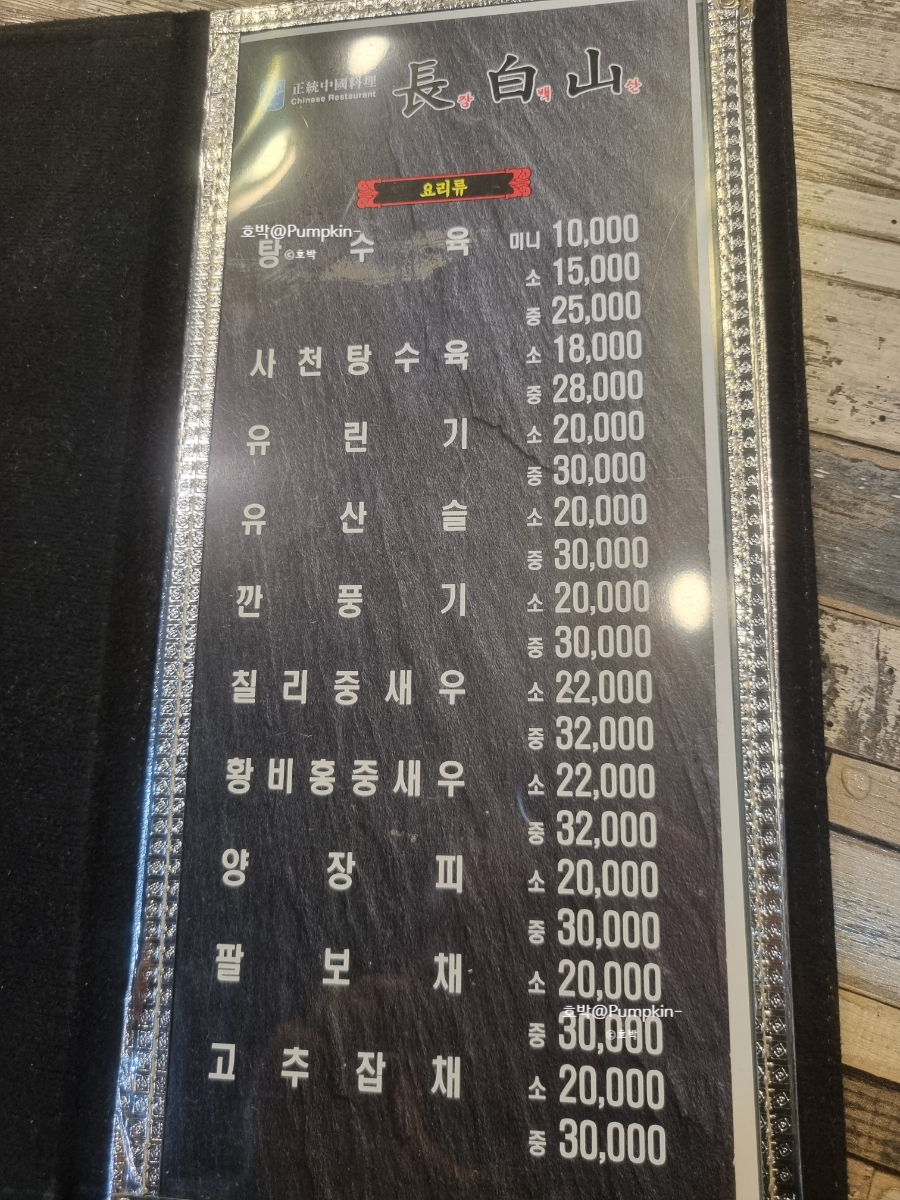 正統中國料理
Chinese Restaurant
長장白백山산
요리류
호박@Pumpkin~
©호박
탕수육 미니 10,000
소 15,000
중 25,000
사천탕수육 소 18,000
중 28,000
유린기 소 20,000
중 30,000
유산슬 소 20,000
중 30,000
깐풍기 소 20,000
중 30,000
칠리중새우 소 22,000
중 32,000
황비홍중새우 소 22,000
중 32,000
양장피 소 20,000
중 30,000
팔보채 소 20,000
호박@Pumpkin~
중 30,000
©호박
고추잡채 소 20,000
중 30,000